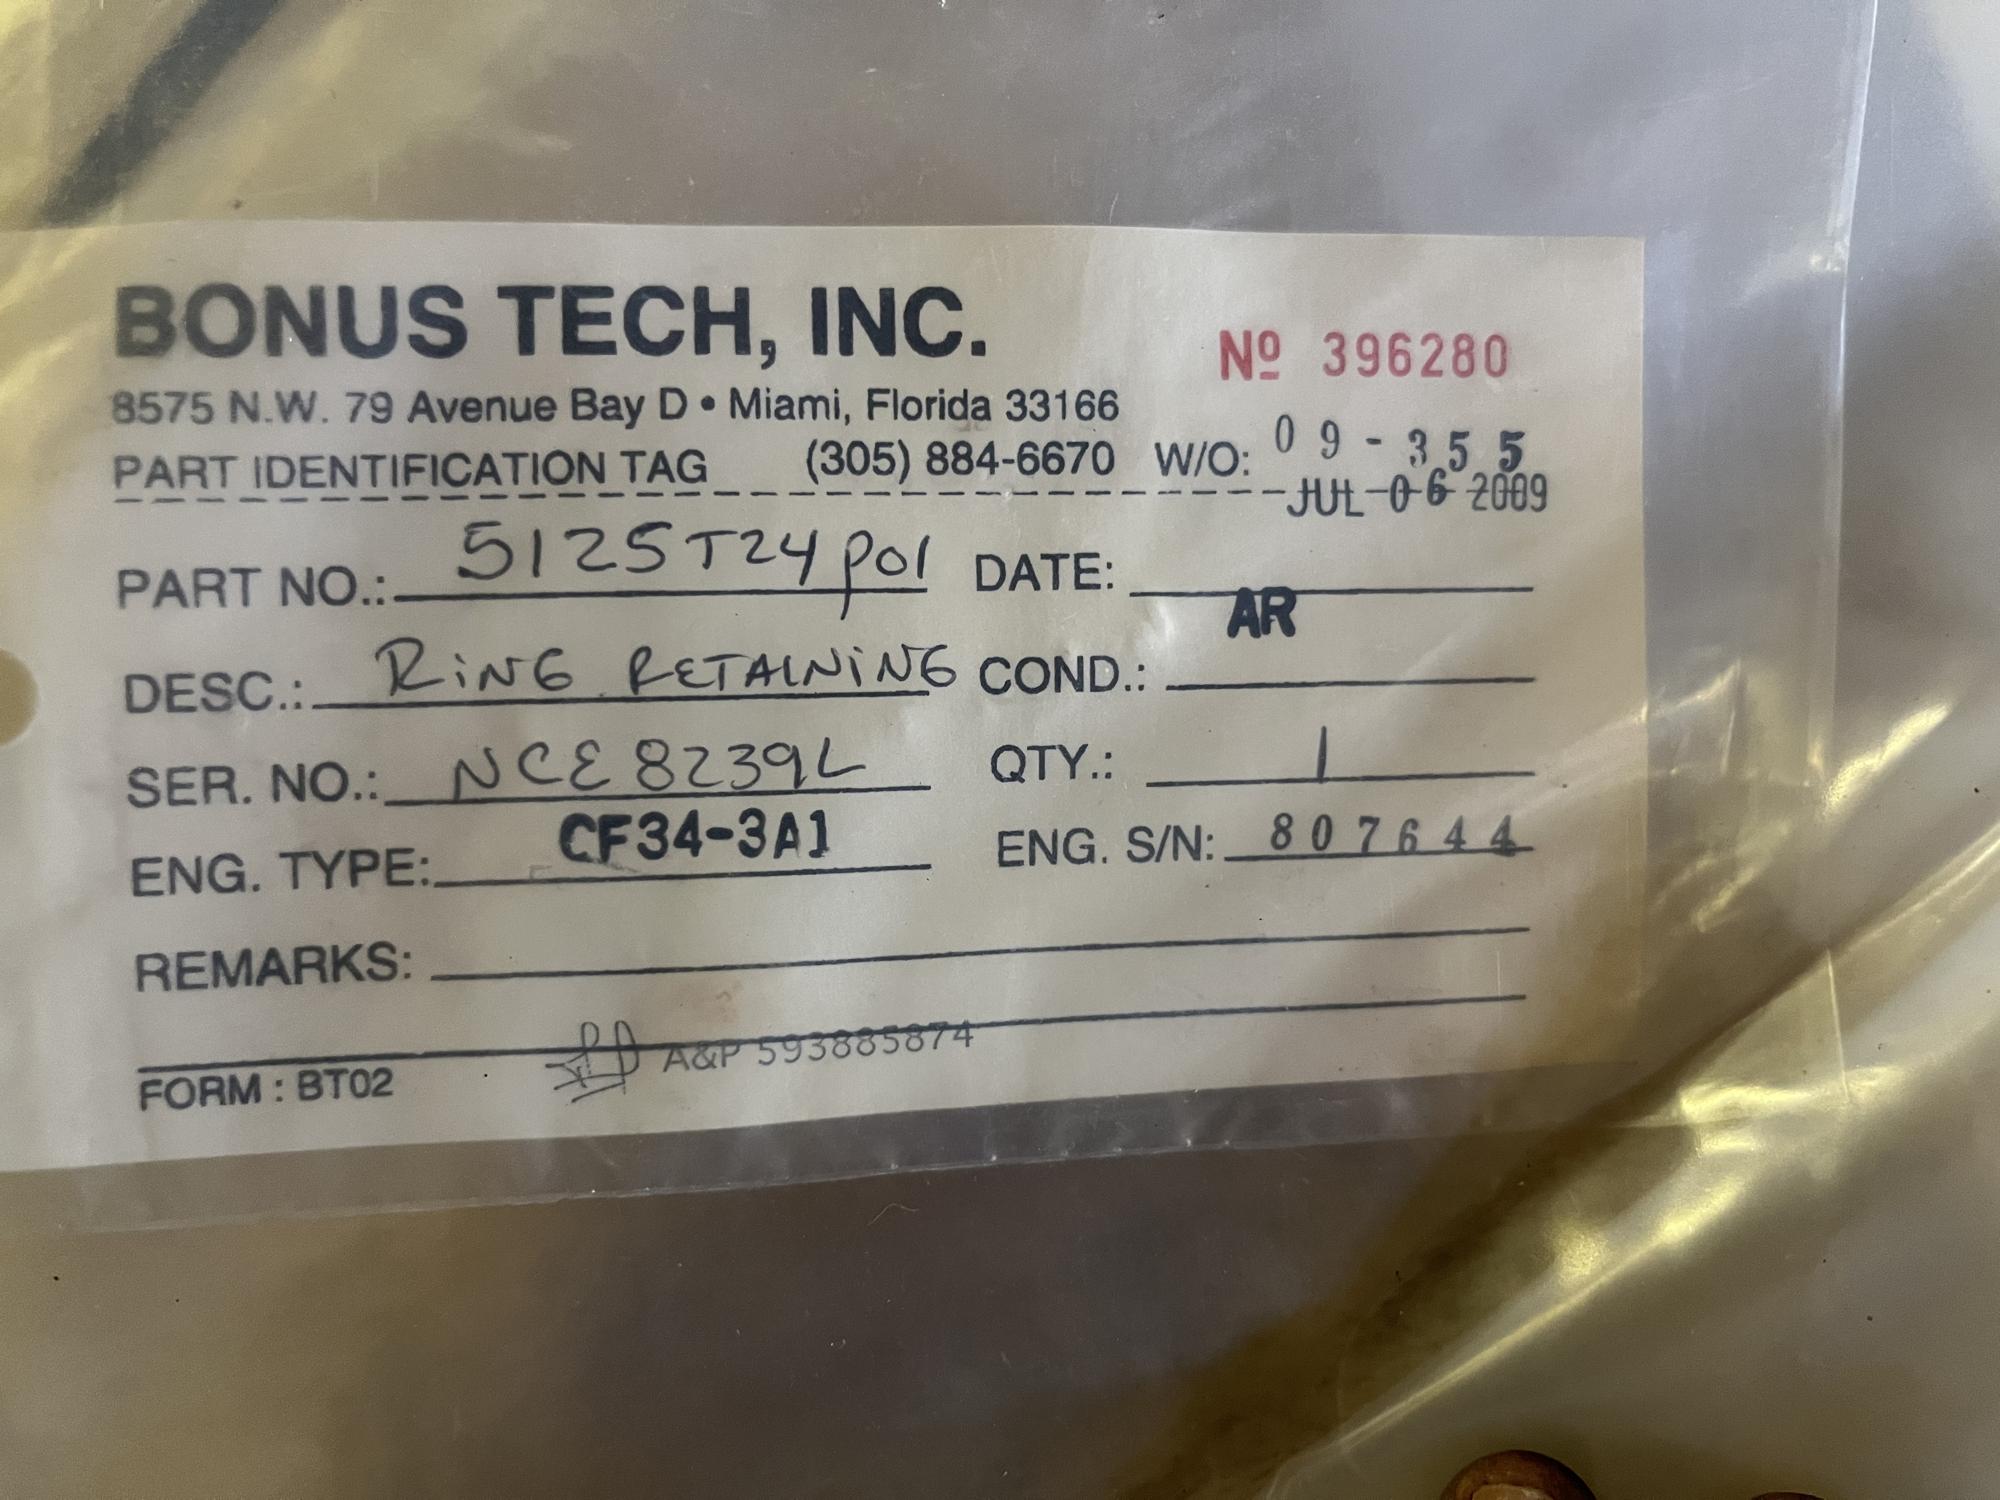 BONUS TECH, INC.
Nº 396280
8575 N.W. 79 Avenue Bay D • Miami, Florida 33166
PART IDENTIFICATION TAG (305) 884-6670 W/O: 09-355
JUL 06 2009
PART NO.: 5125T24P01 DATE:
AR
DESC.: RiNG RETAINiNG COND.:
SER. NO.: NCE8239L QTY.: 1
ENG. TYPE: CF34-3A1 ENG. S/N: 807644
REMARKS:
A&P 593885874
FORM : BT02